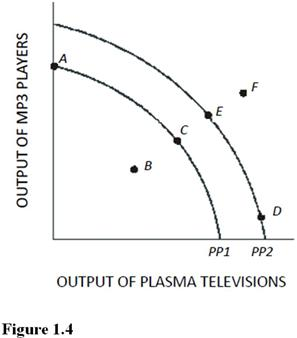 OUTPUT OF MP3 PLAYERS
A
F
E
C
B
D
PP1 PP2
OUTPUT OF PLASMA TELEVISIONS
Figure 1.4